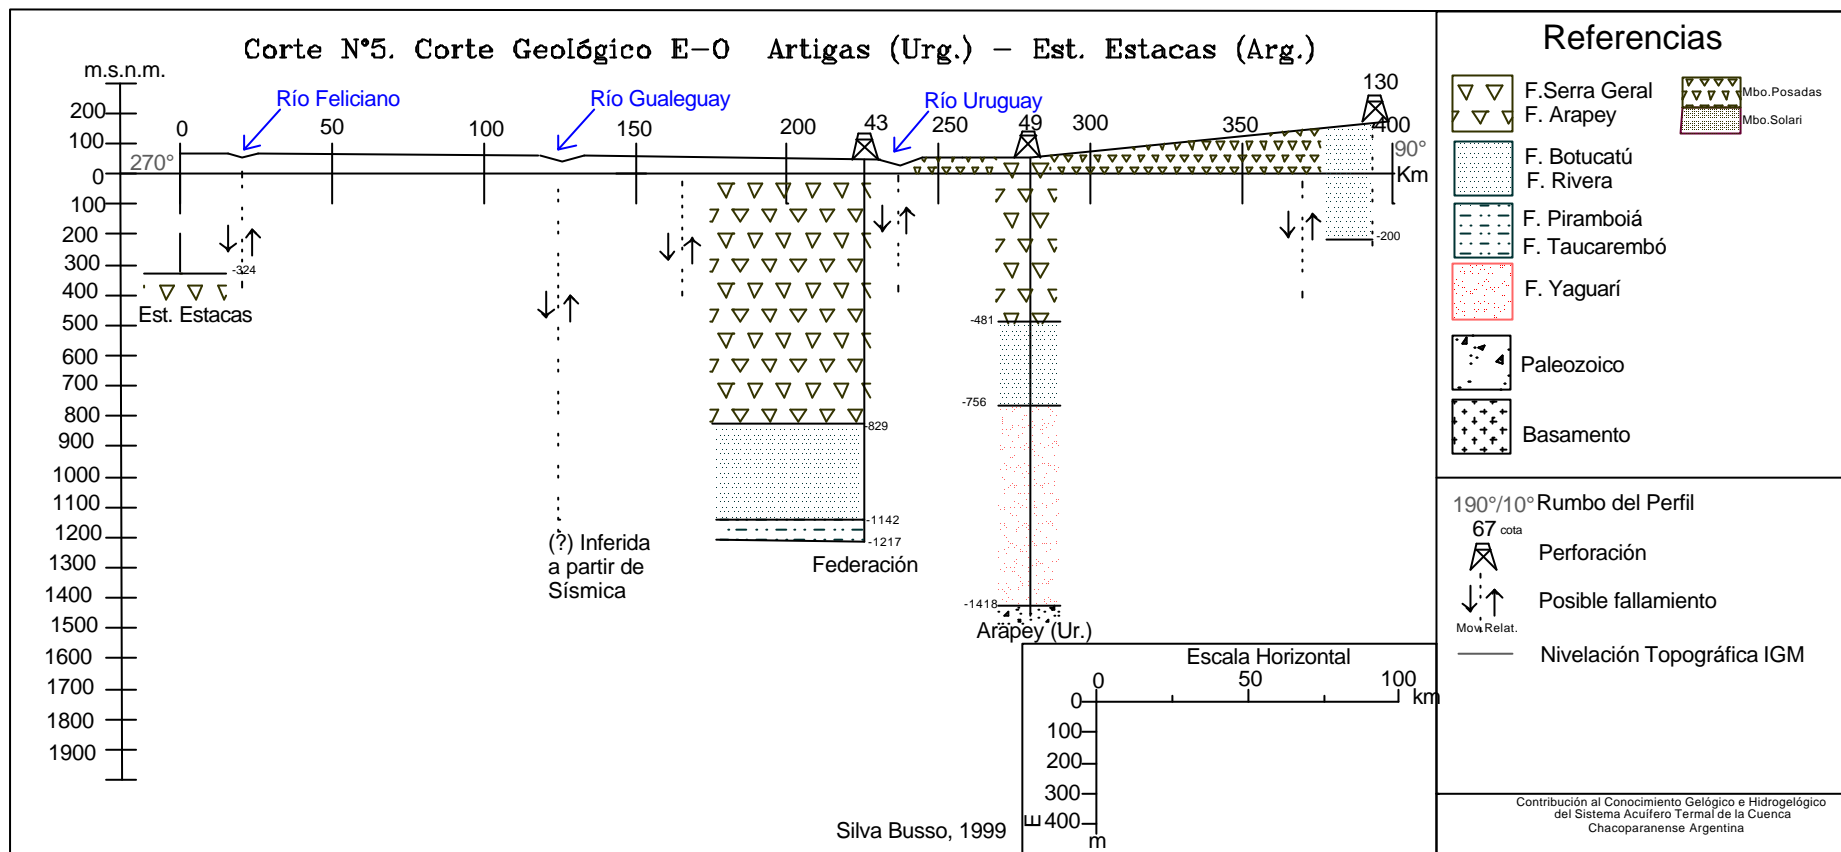 Corte N°5. Corte Geológico E-O Artigas (Urg.) - Est. Estacas (Arg.)
m.s.n.m.
Río Feliciano
Río Gualeguay
Río Uruguay
130
200
100
0
100
200
300
400
500
600
700
800
900
1000
1100
1200
1300
1400
1500
1600
1700
1800
1900
0
50
100
150
200
43
250
49
300
350
400
270°
90°
Km
-324
Est. Estacas
(?) Inferida
a partir de
Sísmica
-829
-1142
-1217
Federación
-481
-756
-1418
Arapey (Ur.)
-200
Silva Busso, 1999
Escala Horizontal
0
50
100
km
0
100
200
300
400
E
m
Referencias
F.Serra Geral
F. Arapey
Mbo.Posadas
Mbo.Solari
F. Botucatú
F. Rivera
F. Piramboiá
F. Taucarembó
F. Yaguarí
Paleozoico
Basamento
190°/10° Rumbo del Perfil
67 cota
Perforación
Posible fallamiento
Mov.Relat.
Nivelación Topográfica IGM
Contribución al Conocimiento Gelógico e Hidrogelógico
del Sistema Acuífero Termal de la Cuenca
Chacoparanense Argentina